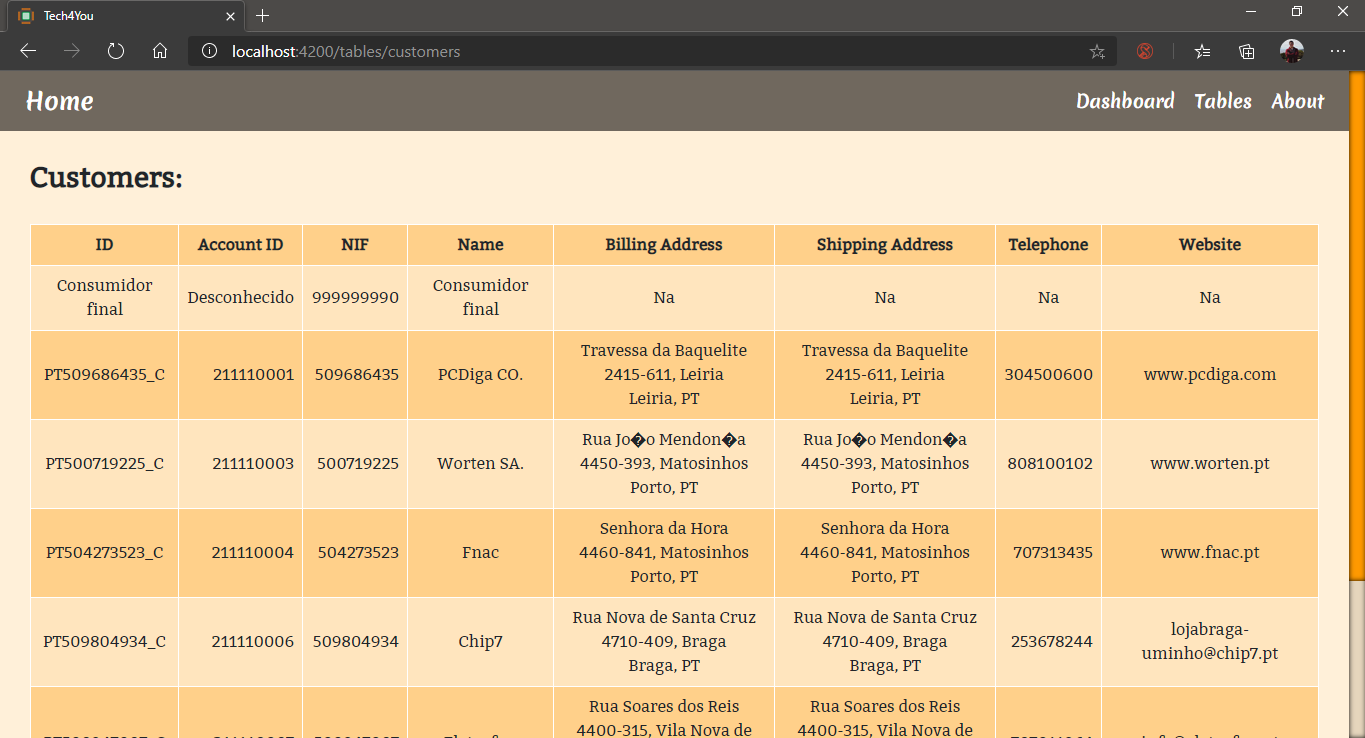 Tech4You
localhost:4200/tables/customers
Home
Dashboard Tables About
Customers:
ID Account ID NIF Name Billing Address Shipping Address Telephone Website
Consumidor final Desconhecido 999999990 Consumidor final Na Na Na Na
PT509686435_C 211110001 509686435 PCDiga CO. Travessa da Baquelite 2415-611, Leiria Leiria, PT Travessa da Baquelite 2415-611, Leiria Leiria, PT 304500600 www.pcdiga.com
PT500719225_C 211110003 500719225 Worten SA. Rua Jo�o Mendon�a 4450-393, Matosinhos Porto, PT Rua Jo�o Mendon�a 4450-393, Matosinhos Porto, PT 808100102 www.worten.pt
PT504273523_C 211110004 504273523 Fnac Senhora da Hora 4460-841, Matosinhos Porto, PT Senhora da Hora 4460-841, Matosinhos Porto, PT 707313435 www.fnac.pt
PT509804934_C 211110006 509804934 Chip7 Rua Nova de Santa Cruz 4710-409, Braga Braga, PT Rua Nova de Santa Cruz 4710-409, Braga Braga, PT 253678244 lojabraga-uminho@chip7.pt
Rua Soares dos Reis 4400-315, Vila Nova de Rua Soares dos Reis 4400-315, Vila Nova de